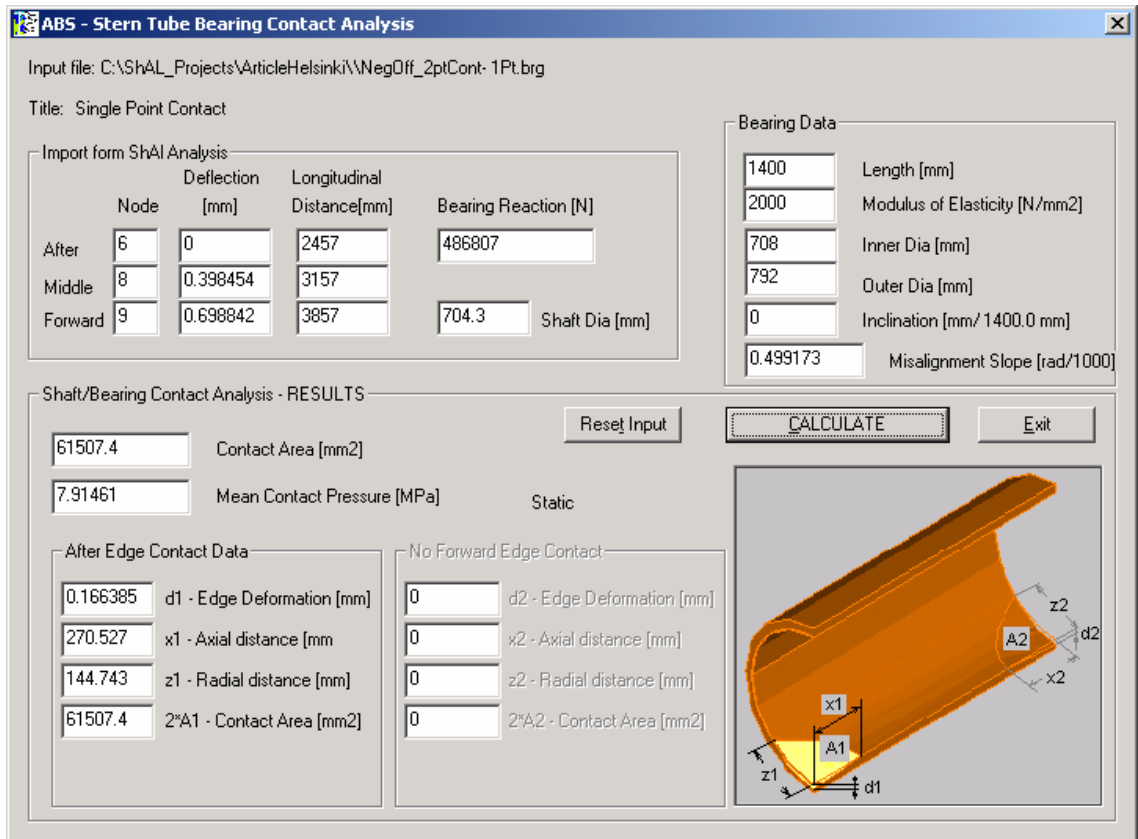 ABS - Stern Tube Bearing Contact Analysis
Input file: C:\ShAL_Projects\ArticleHelsinki\\NegOff_2ptCont- 1Pt.brg
Title: Single Point Contact
Import form ShAl Analysis
Deflection Longitudinal
Node [mm] Distance[mm] Bearing Reaction [N]
After 6 0 2457 486807
Middle 8 0.398454 3157
Forward 9 0.698842 3857 704.3 Shaft Dia [mm]
Bearing Data
1400 Length [mm]
2000 Modulus of Elasticity [N/mm2]
708 Inner Dia [mm]
792 Outer Dia [mm]
0 Inclination [mm/ 1400.0 mm]
0.499173 Misalignment Slope [rad/1000]
Shaft/Bearing Contact Analysis - RESULTS
Reset Input CALCULATE Exit
61507.4 Contact Area [mm2]
7.91461 Mean Contact Pressure [MPa] Static
After Edge Contact Data
0.166385 d1 - Edge Deformation [mm]
270.527 x1 - Axial distance [mm
144.743 z1 - Radial distance [mm]
61507.4 2*A1 - Contact Area [mm2]
No Forward Edge Contact
0 d2 - Edge Deformation [mm]
0 x2 - Axial distance [mm]
0 z2 - Radial distance [mm]
0 2*A2 - Contact Area [mm2]
z2
A2 d2
x2
x1
A1
z1
d1